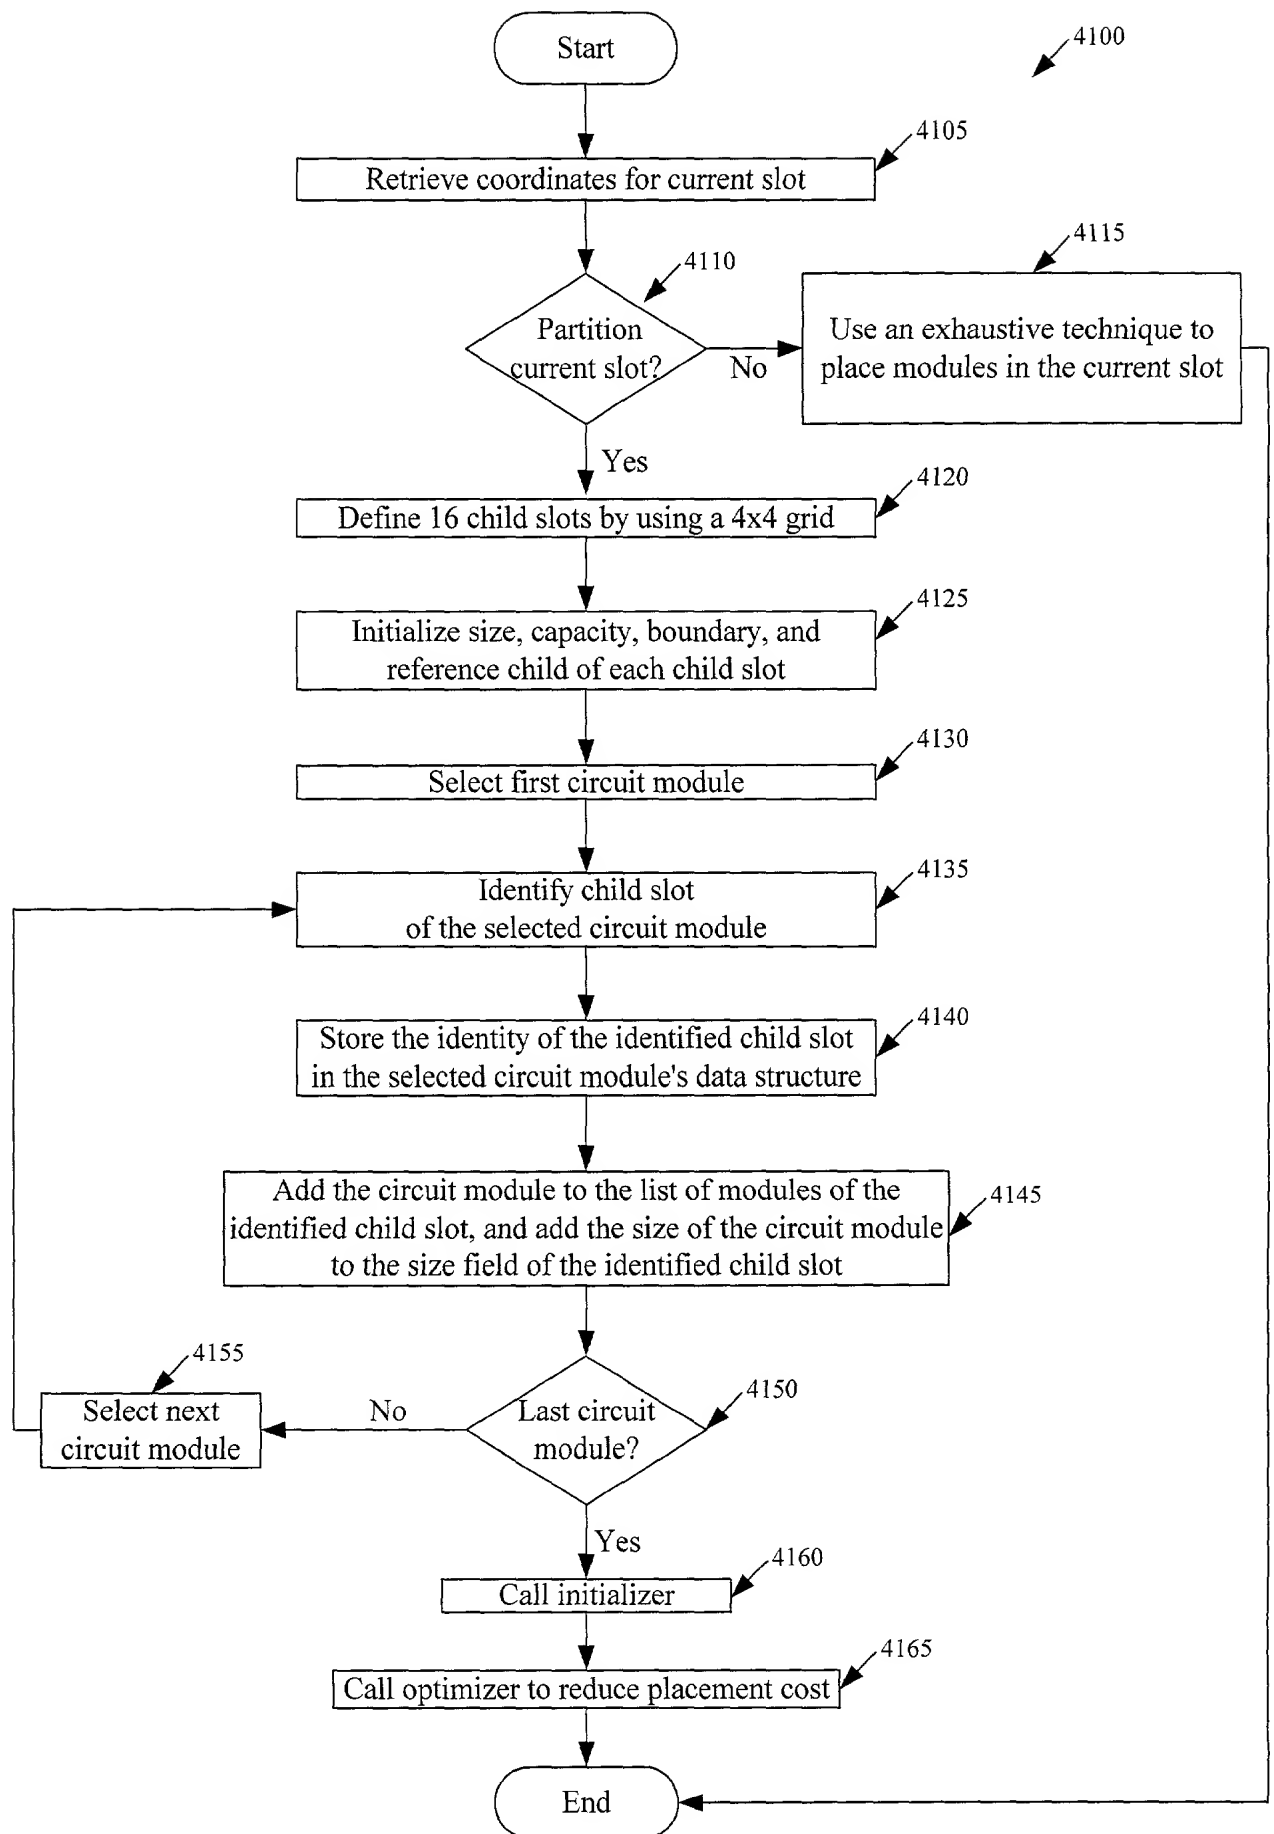 Start
4100
4105
Retrieve coordinates for current slot
4110
4115
Partition
current slot?
No
Use an exhaustive technique to
place modules in the current slot
Yes
4120
Define 16 child slots by using a 4x4 grid
4125
Initialize size, capacity, boundary, and
reference child of each child slot
4130
Select first circuit module
4135
Identify child slot
of the selected circuit module
4140
Store the identity of the identified child slot
in the selected circuit module's data structure
4145
Add the circuit module to the list of modules of the
identified child slot, and add the size of the circuit module
to the size field of the identified child slot
4155
Select next
circuit module
No
4150
Last circuit
module?
Yes
4160
Call initializer
4165
Call optimizer to reduce placement cost
End